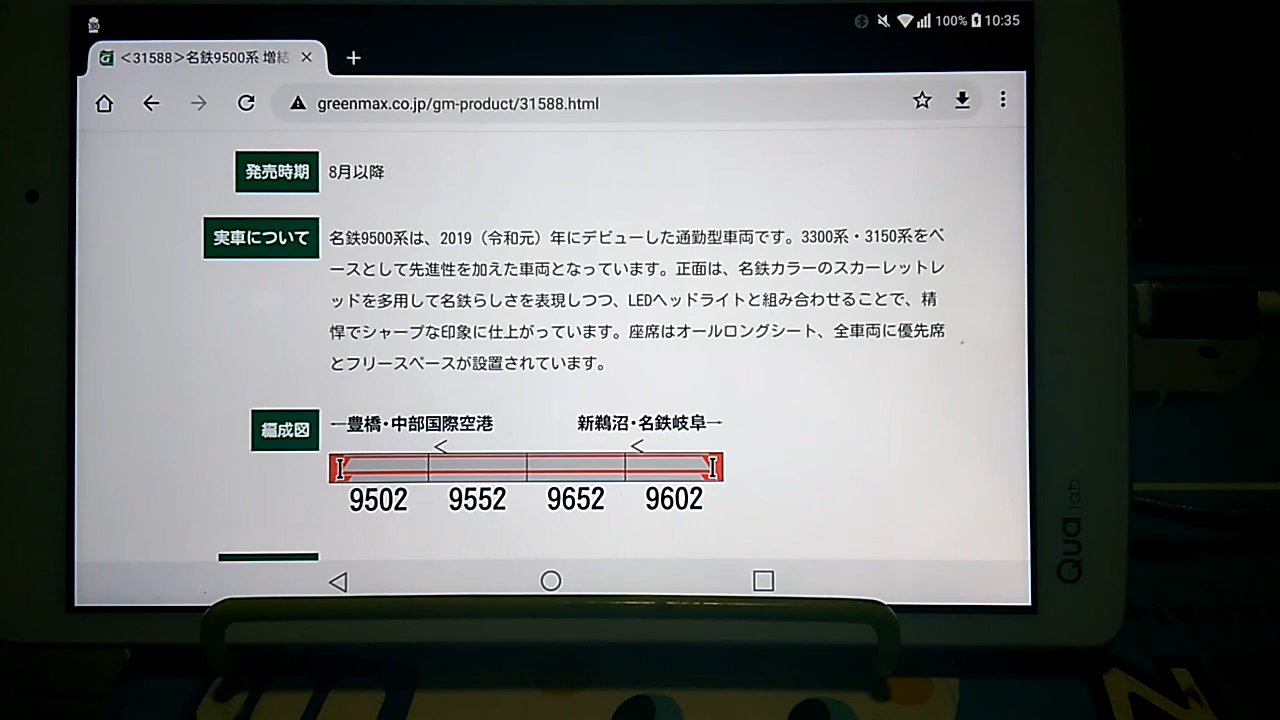 100% 10:35
<31588>名鉄9500系 増結
greenmax.co.jp/gm-product/31588.html
発売時期 8月以降
実車について 名鉄9500系は、2019（令和元）年にデビューした通勤型車両です。3300系・3150系をベ
ースとして先進性を加えた車両となっています。正面は、名鉄カラーのスカーレットレ
ッドを多用して名鉄らしさを表現しつつ、LEDヘッドライトと組み合わせることで、精
悍でシャープな印象に仕上がっています。座席はオールロングシート、全車両に優先席
とフリースペースが設置されています。
編成図 ←豊橋・中部国際空港 新鵜沼・名鉄岐阜→
< <
9502 9552 9652 9602
Qua tab